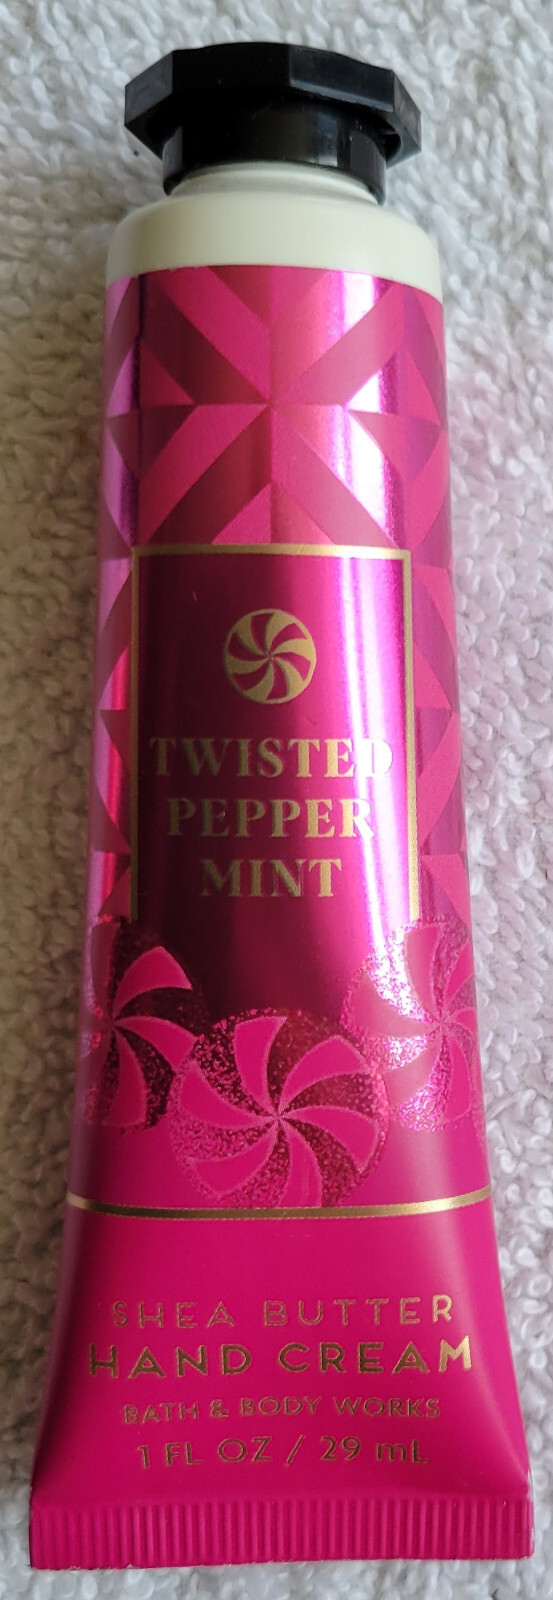 TWISTED
PEPPER
MINT
SHEA BUTTER
HAND CREAM
BATH & BODY WORKS
1 FL OZ / 29 mL